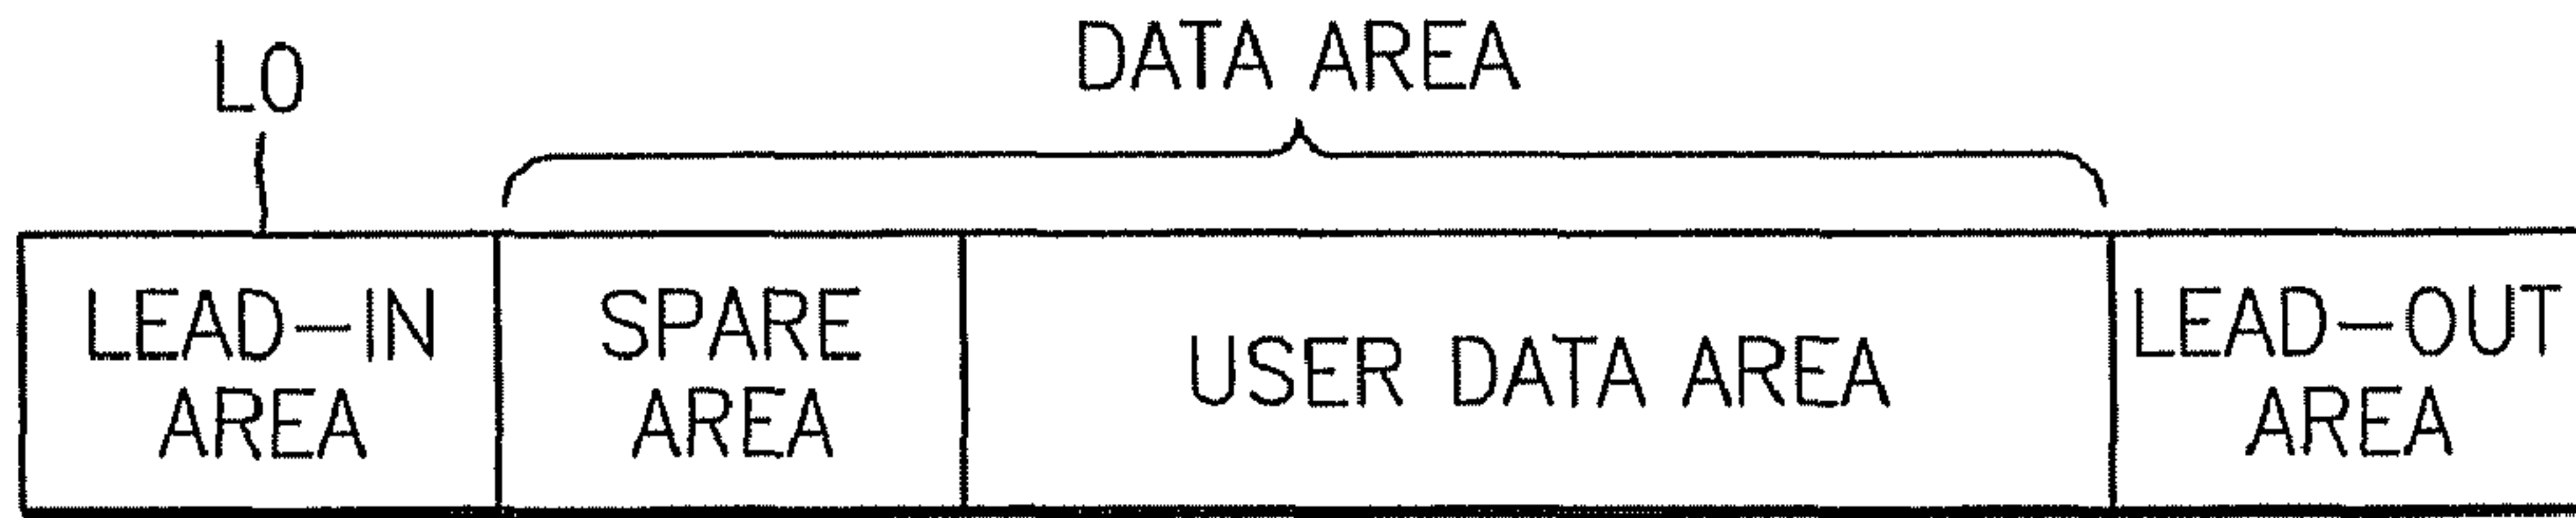 L0
DATA AREA
LEAD-IN
AREA
SPARE
AREA
USER DATA AREA
LEAD-OUT
AREA